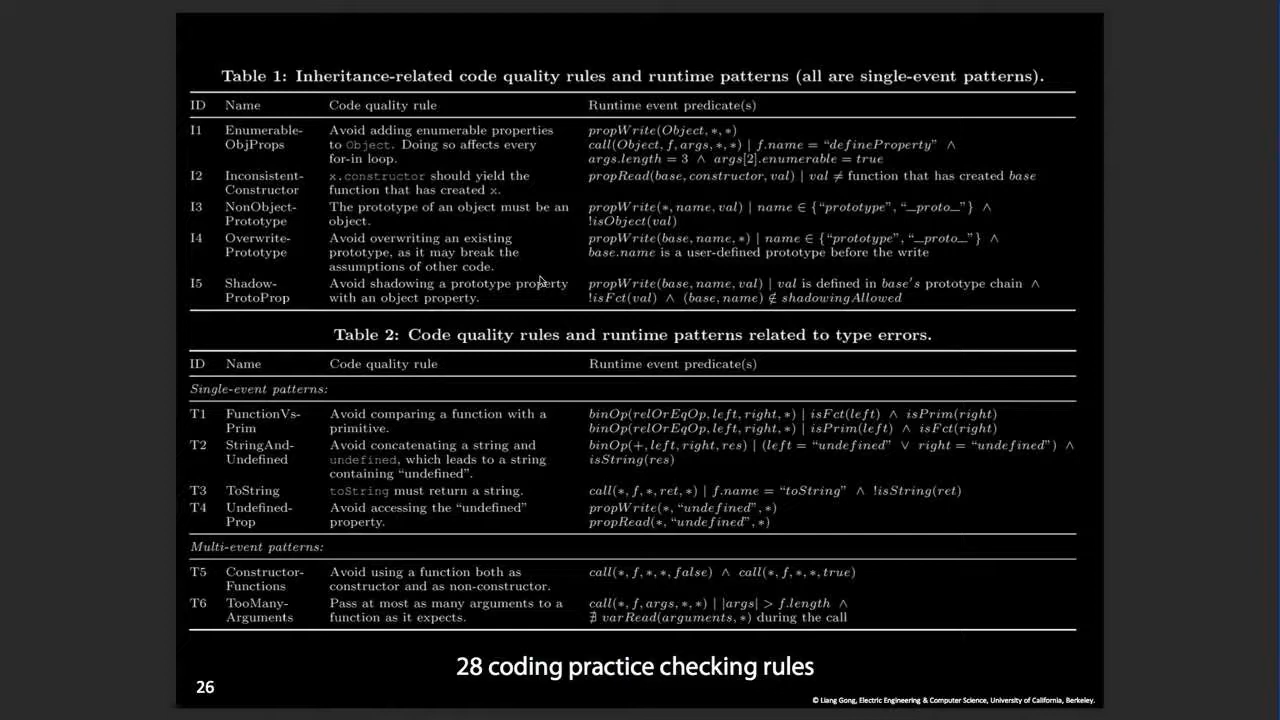 Table 1: Inheritance-related code quality rules and runtime patterns (all are single-event patterns).
ID Name Code quality rule Runtime event predicate(s)
I1 Enumerable- Avoid adding enumerable properties propWrite(Object, ∗, ∗)
ObjProps to Object. Doing so affects every call(Object, f, args, ∗, ∗) | f.name = “defineProperty” ∧
for-in loop. args.length = 3 ∧ args[2].enumerable = true
I2 Inconsistent- x.constructor should yield the propRead(base, constructor, val) | val ≠ function that has created base
Constructor function that has created x.
I3 NonObject- The prototype of an object must be an propWrite(∗, name, val) | name ∈ {“prototype”, “__proto__”} ∧
Prototype object. !isObject(val)
I4 Overwrite- Avoid overwriting an existing propWrite(base, name, ∗) | name ∈ {“prototype”, “__proto__”} ∧
Prototype prototype, as it may break the base.name is a user-defined prototype before the write
assumptions of other code.
I5 Shadow- Avoid shadowing a prototype property propWrite(base, name, val) | val is defined in base's prototype chain ∧
ProtoProp with an object property. !isFct(val) ∧ (base, name) ∉ shadowingAllowed
Table 2: Code quality rules and runtime patterns related to type errors.
ID Name Code quality rule Runtime event predicate(s)
Single-event patterns:
T1 FunctionVs- Avoid comparing a function with a binOp(relOrEqOp, left, right, ∗) | isFct(left) ∧ isPrim(right)
Prim primitive. binOp(relOrEqOp, left, right, ∗) | isPrim(left) ∧ isFct(right)
T2 StringAnd- Avoid concatenating a string and binOp(+, left, right, res) | (left = “undefined” ∨ right = “undefined”) ∧
Undefined undefined, which leads to a string isString(res)
containing “undefined”.
T3 ToString toString must return a string. call(∗, f, ∗, ret, ∗) | f.name = “toString” ∧ !isString(ret)
T4 Undefined- Avoid accessing the “undefined” propWrite(∗, “undefined”, ∗)
Prop property. propRead(∗, “undefined”, ∗)
Multi-event patterns:
T5 Constructor- Avoid using a function both as call(∗, f, ∗, ∗, false) ∧ call(∗, f, ∗, ∗, true)
Functions constructor and as non-constructor.
T6 TooMany- Pass at most as many arguments to a call(∗, f, args, ∗, ∗) | |args| > f.length ∧
Arguments function as it expects. ∄ varRead(arguments, ∗) during the call
28 coding practice checking rules
26
© Liang Gong, Electric Engineering & Computer Science, University of California, Berkeley.